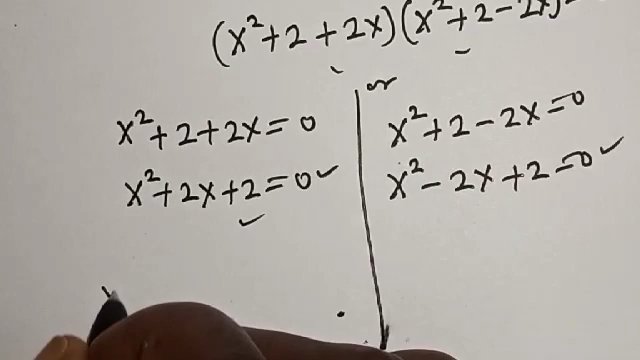 (x²+2+2x)(x²+2-2x)
or
x²+2+2x=0
x²+2x+2=0 ✓
x²+2-2x=0
x²-2x+2=0 ✓